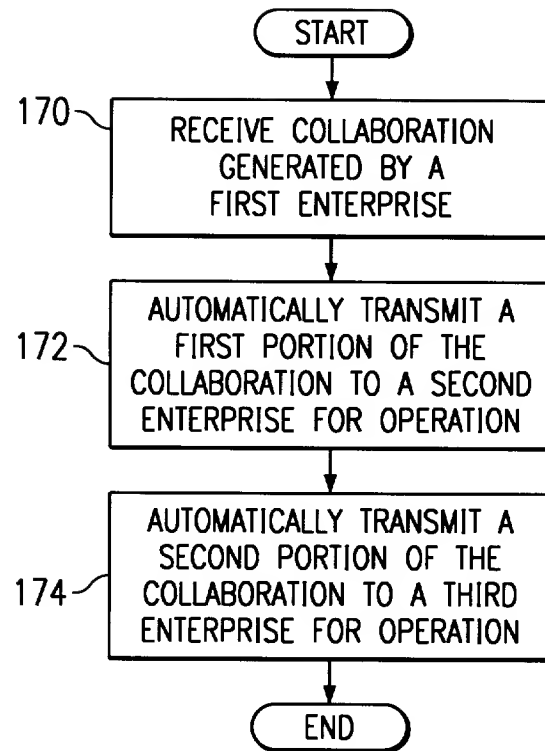 START
170
RECEIVE COLLABORATION
GENERATED BY A
FIRST ENTERPRISE
172
AUTOMATICALLY TRANSMIT A
FIRST PORTION OF THE
COLLABORATION TO A SECOND
ENTERPRISE FOR OPERATION
174
AUTOMATICALLY TRANSMIT A
SECOND PORTION OF THE
COLLABORATION TO A THIRD
ENTERPRISE FOR OPERATION
END